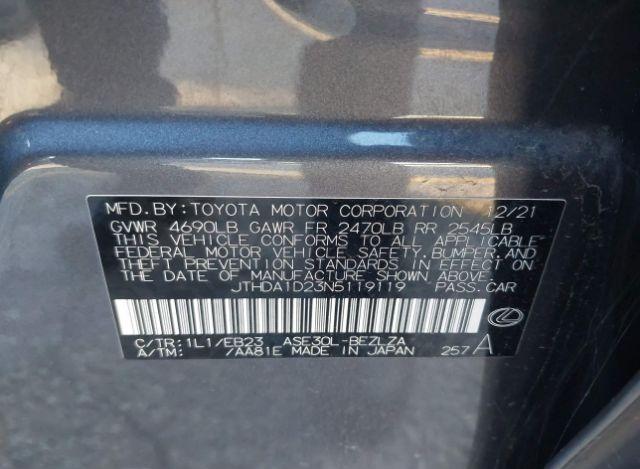 MFD.BY:TOYOTA MOTOR CORPORATION 12/21
GVWR 4690LB GAWR FR 2470LB RR 2545LB
THIS VEHICLE CONFORMS TO ALL APPLICABLE
FEDERAL MOTOR VEHICLE SAFETY, BUMPER, AND
THEFT PREVENTION STANDARDS IN EFFECT ON
THE DATE OF MANUFACTURE SHOWN ABOVE.
JTHDA1D23N5119119 PASS.CAR
C/TR:1L1/EB23 ASE30L-BEZLZA
A/TM: /AA81E MADE IN JAPAN 257 A